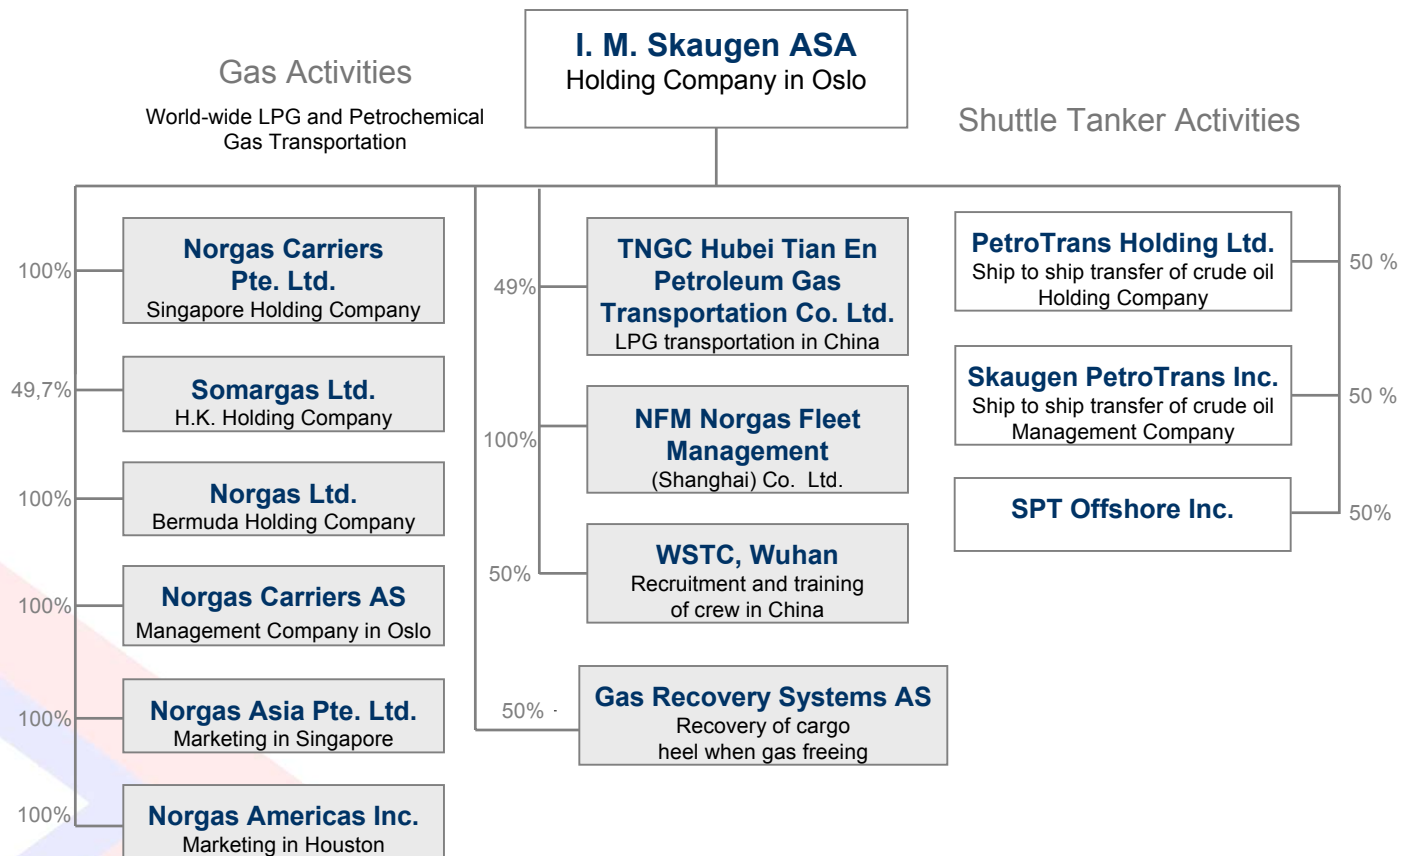 I. M. Skaugen ASA
Holding Company in Oslo
Gas Activities
World-wide LPG and Petrochemical
Gas Transportation
Shuttle Tanker Activities
100%
Norgas Carriers
Pte. Ltd.
Singapore Holding Company
49,7%
Somargas Ltd.
H.K. Holding Company
100%
Norgas Ltd.
Bermuda Holding Company
100%
Norgas Carriers AS
Management Company in Oslo
100%
Norgas Asia Pte. Ltd.
Marketing in Singapore
100%
Norgas Americas Inc.
Marketing in Houston
49%
TNGC Hubei Tian En
Petroleum Gas
Transportation Co. Ltd.
LPG transportation in China
100%
NFM Norgas Fleet
Management
(Shanghai) Co. Ltd.
50%
WSTC, Wuhan
Recruitment and training
of crew in China
50% -
Gas Recovery Systems AS
Recovery of cargo
heel when gas freeing
PetroTrans Holding Ltd.
Ship to ship transfer of crude oil
Holding Company
50 %
Skaugen PetroTrans Inc.
Ship to ship transfer of crude oil
Management Company
50 %
SPT Offshore Inc.
50%